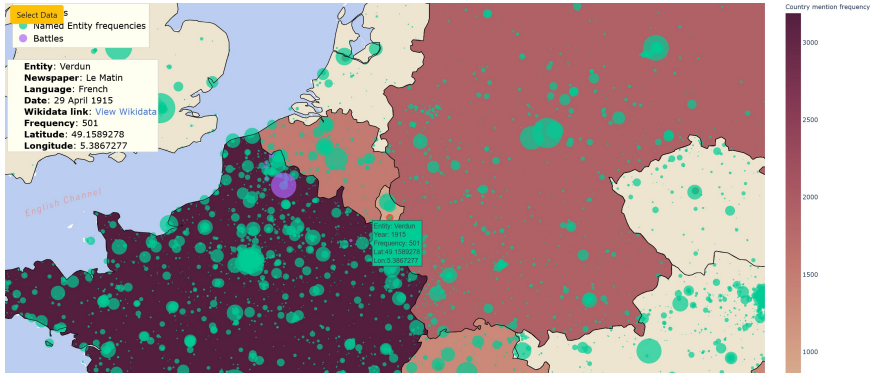 Select Data
s
Named Entity frequencies
Battles
Entity: Verdun
Newspaper: Le Matin
Language: French
Date: 29 April 1915
Wikidata link: View Wikidata
Frequency: 501
Latitude: 49.1589278
Longitude: 5.3867277
English Channel
Entity: Verdun
Year: 1915
Frequency: 501
Lat:49.1589278
Lon:5.3867277
Country mention frequency
3000
2500
2000
1500
1000